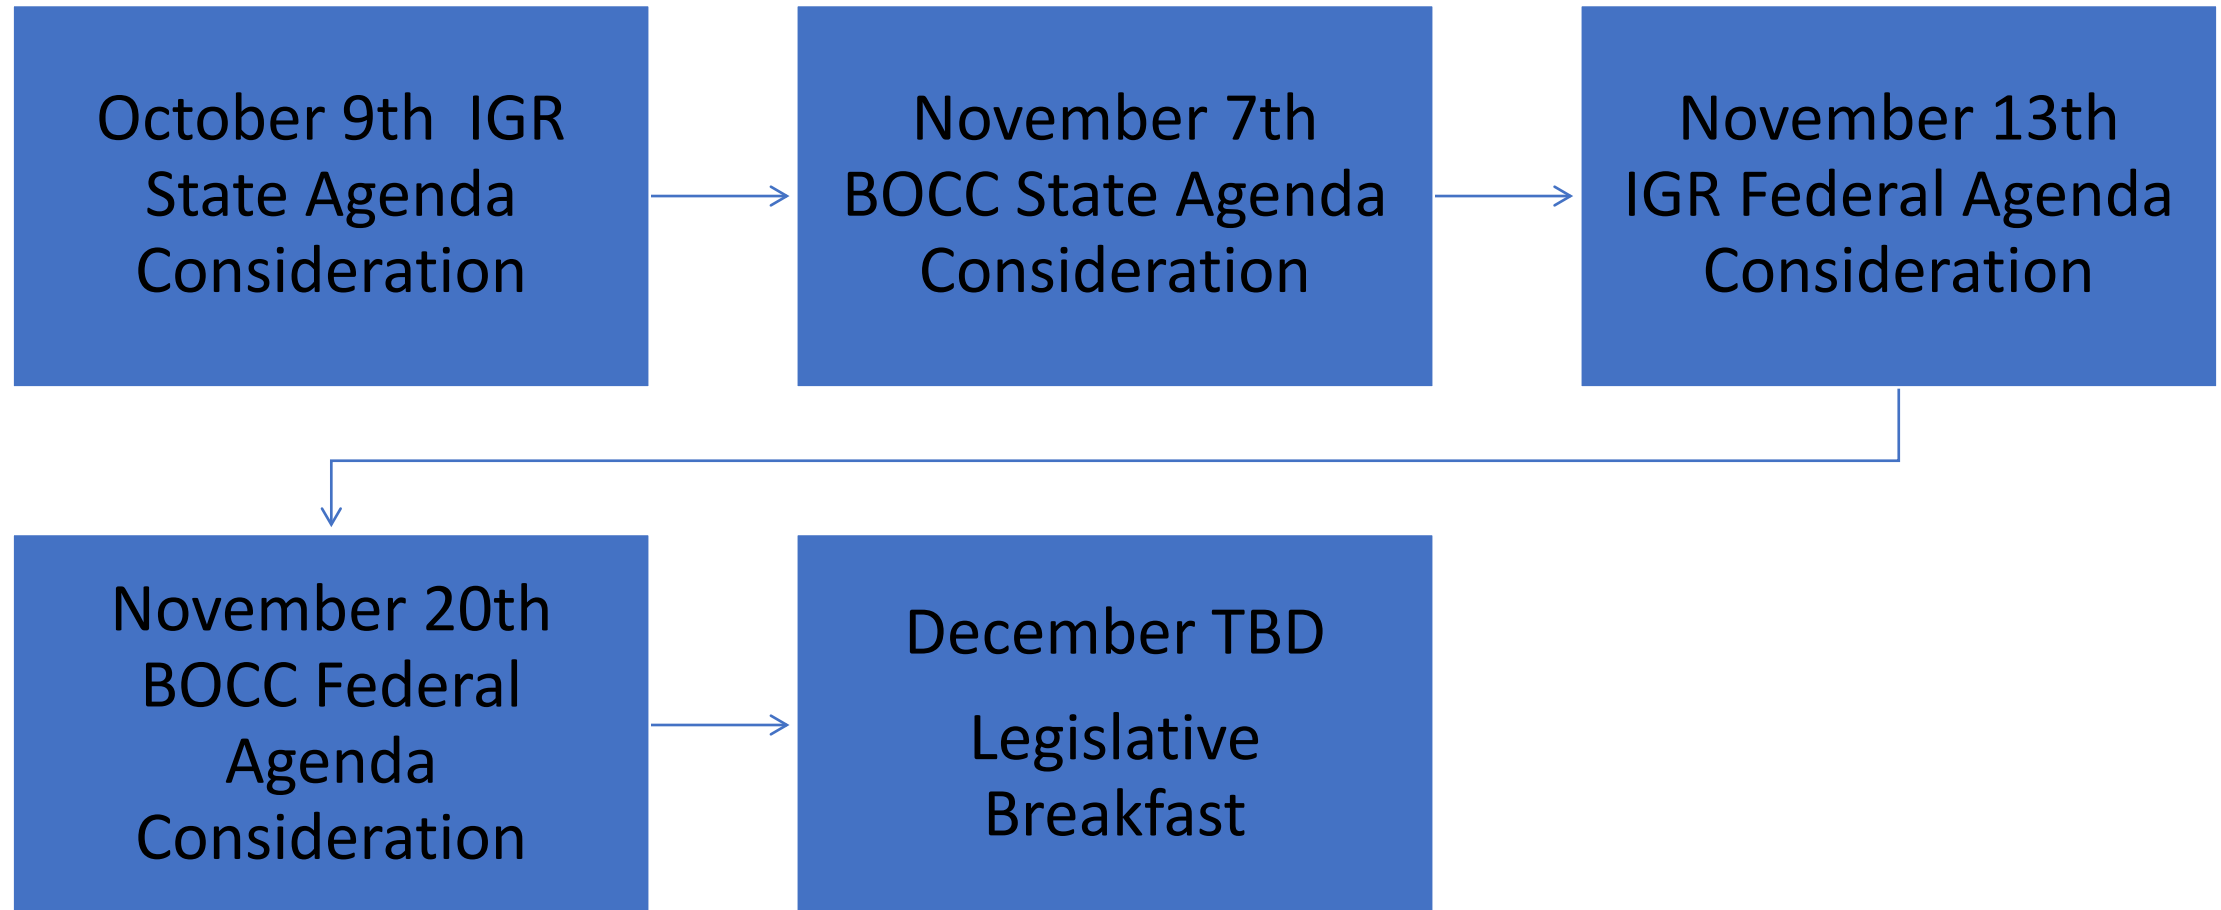 October 9th  IGR
State Agenda
Consideration
November 7th
BOCC State Agenda
Consideration
November 13th
IGR Federal Agenda
Consideration
November 20th
BOCC Federal
Agenda
Consideration
December TBD
Legislative
Breakfast